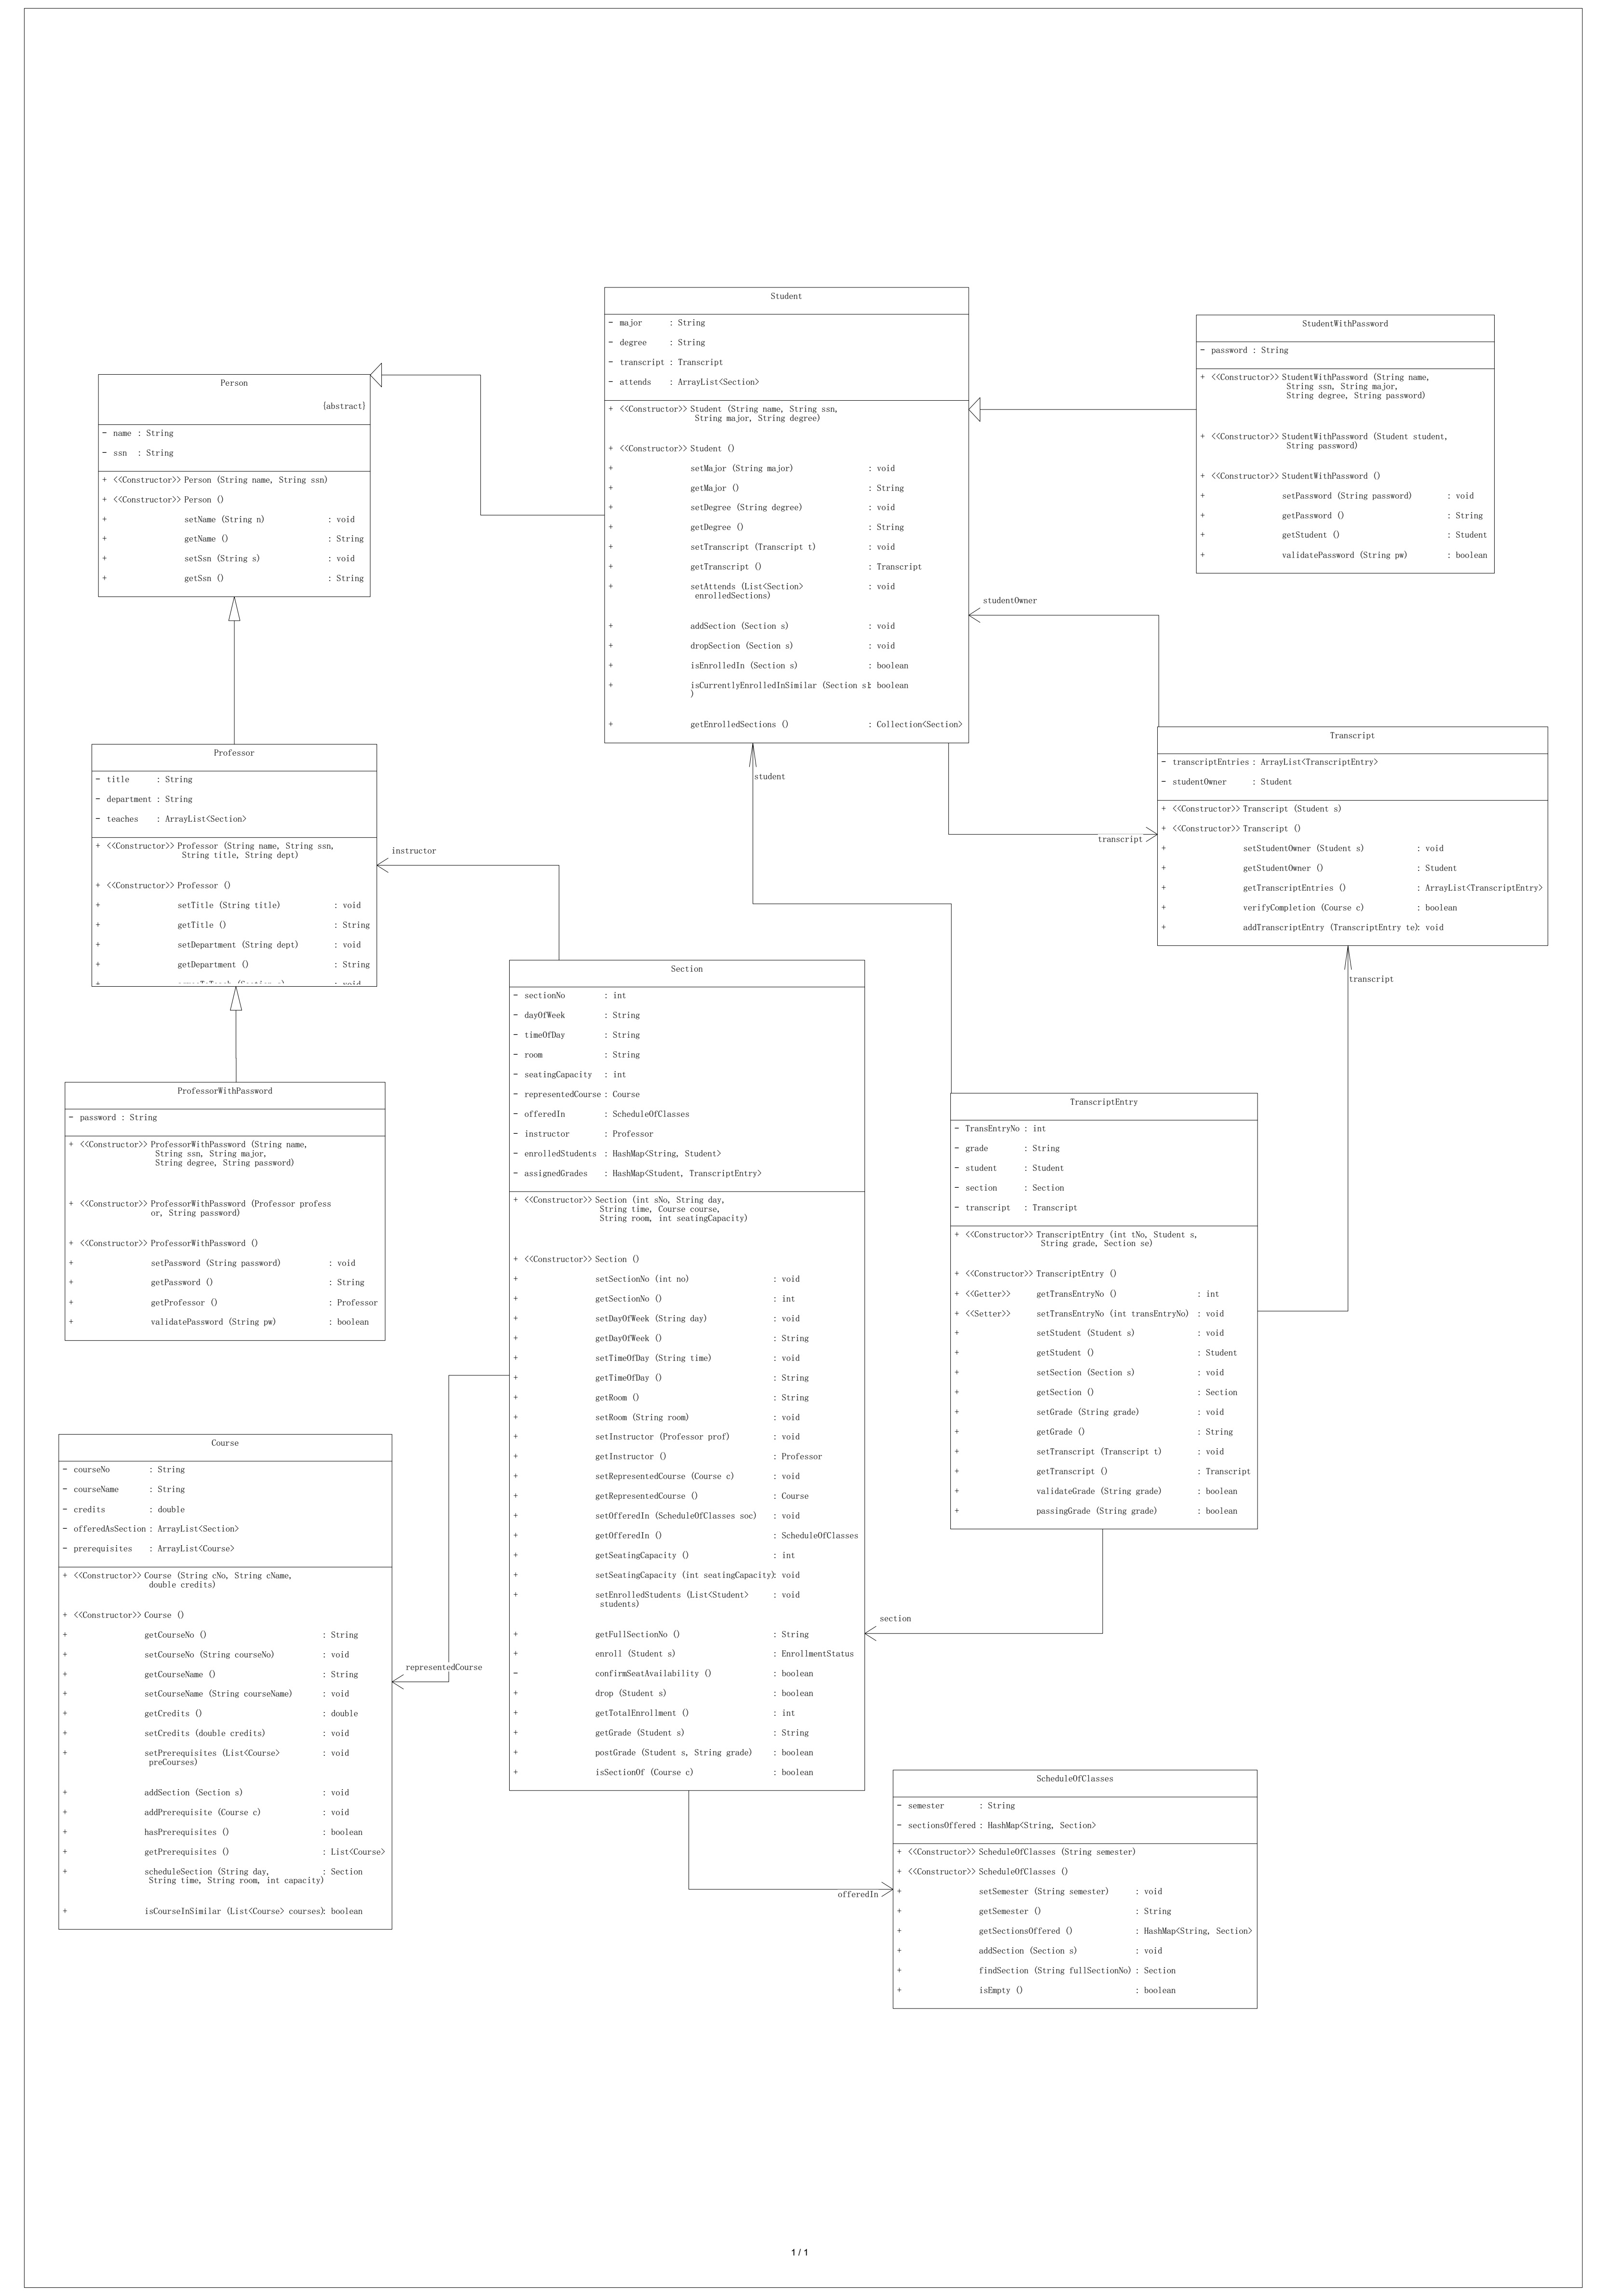 Student
- major : String
- degree : String
- transcript : Transcript
- attends : ArrayList<Section>
+ <<Constructor>> Student (String name, String ssn,
String major, String degree)
+ <<Constructor>> Student ()
+ setMajor (String major) : void
+ getMajor () : String
+ setDegree (String degree) : void
+ getDegree () : String
+ setTranscript (Transcript t) : void
+ getTranscript () : Transcript
+ setAttends (List<Section> : void
enrolledSections)
+ addSection (Section s) : void
+ dropSection (Section s) : void
+ isEnrolledIn (Section s) : boolean
+ isCurrentlyEnrolledInSimilar (Section s1 : boolean
)
+ getEnrolledSections () : Collection<Section>
StudentWithPassword
- password : String
+ <<Constructor>> StudentWithPassword (String name,
String ssn, String major,
String degree, String password)
+ <<Constructor>> StudentWithPassword (Student student,
String password)
+ <<Constructor>> StudentWithPassword ()
+ setPassword (String password) : void
+ getPassword () : String
+ getStudent () : Student
+ validatePassword (String pw) : boolean
Person
{abstract}
- name : String
- ssn : String
+ <<Constructor>> Person (String name, String ssn)
+ <<Constructor>> Person ()
+ setName (String n) : void
+ getName () : String
+ setSsn (String s) : void
+ getSsn () : String
studentOwner
student
transcript
Transcript
- transcriptEntries : ArrayList<TranscriptEntry>
- studentOwner : Student
+ <<Constructor>> Transcript (Student s)
+ <<Constructor>> Transcript ()
+ setStudentOwner (Student s) : void
+ getStudentOwner () : Student
+ getTranscriptEntries () : ArrayList<TranscriptEntry>
+ verifyCompletion (Course c) : boolean
+ addTranscriptEntry (TranscriptEntry te) : void
transcript
Professor
- title : String
- department : String
- teaches : ArrayList<Section>
+ <<Constructor>> Professor (String name, String ssn,
String title, String dept)
+ <<Constructor>> Professor ()
+ setTitle (String title) : void
+ getTitle () : String
+ setDepartment (String dept) : void
+ getDepartment () : String
instructor
ProfessorWithPassword
- password : String
+ <<Constructor>> ProfessorWithPassword (String name,
String ssn, String major,
String degree, String password)
+ <<Constructor>> ProfessorWithPassword (Professor profess
or, String password)
+ <<Constructor>> ProfessorWithPassword ()
+ setPassword (String password) : void
+ getPassword () : String
+ getProfessor () : Professor
+ validatePassword (String pw) : boolean
Section
- sectionNo : int
- dayOfWeek : String
- timeOfDay : String
- room : String
- seatingCapacity : int
- representedCourse : Course
- offeredIn : ScheduleOfClasses
- instructor : Professor
- enrolledStudents : HashMap<String, Student>
- assignedGrades : HashMap<Student, TranscriptEntry>
+ <<Constructor>> Section (int sNo, String day,
String time, Course course,
String room, int seatingCapacity)
+ <<Constructor>> Section ()
+ setSectionNo (int no) : void
+ getSectionNo () : int
+ setDayOfWeek (String day) : void
+ getDayOfWeek () : String
+ setTimeOfDay (String time) : void
+ getTimeOfDay () : String
+ getRoom () : String
+ setRoom (String room) : void
+ setInstructor (Professor prof) : void
+ getInstructor () : Professor
+ setRepresentedCourse (Course c) : void
+ getRepresentedCourse () : Course
+ setOfferedIn (ScheduleOfClasses soc) : void
+ getOfferedIn () : ScheduleOfClasses
+ getSeatingCapacity () : int
+ setSeatingCapacity (int seatingCapacity) : void
+ setEnrolledStudents (List<Student> : void
students)
+ getFullSectionNo () : String
+ enroll (Student s) : EnrollmentStatus
- confirmSeatAvailability () : boolean
+ drop (Student s) : boolean
+ getTotalEnrollment () : int
+ getGrade (Student s) : String
+ postGrade (Student s, String grade) : boolean
+ isSectionOf (Course c) : boolean
TranscriptEntry
- TransEntryNo : int
- grade : String
- student : Student
- section : Section
- transcript : Transcript
+ <<Constructor>> TranscriptEntry (int tNo, Student s,
String grade, Section se)
+ <<Constructor>> TranscriptEntry ()
+ <<Getter>> getTransEntryNo () : int
+ <<Setter>> setTransEntryNo (int transEntryNo) : void
+ setStudent (Student s) : void
+ getStudent () : Student
+ setSection (Section s) : void
+ getSection () : Section
+ setGrade (String grade) : void
+ getGrade () : String
+ setTranscript (Transcript t) : void
+ getTranscript () : Transcript
+ validateGrade (String grade) : boolean
+ passingGrade (String grade) : boolean
section
representedCourse
Course
- courseNo : String
- courseName : String
- credits : double
- offeredAsSection : ArrayList<Section>
- prerequisites : ArrayList<Course>
+ <<Constructor>> Course (String cNo, String cName,
double credits)
+ <<Constructor>> Course ()
+ getCourseNo () : String
+ setCourseNo (String courseNo) : void
+ getCourseName () : String
+ setCourseName (String courseName) : void
+ getCredits () : double
+ setCredits (double credits) : void
+ setPrerequisites (List<Course> : void
preCourses)
+ addSection (Section s) : void
+ addPrerequisite (Course c) : void
+ hasPrerequisites () : boolean
+ getPrerequisites () : List<Course>
+ scheduleSection (String day, : Section
String time, String room, int capacity)
+ isCourseInSimilar (List<Course> courses) : boolean
offeredIn
ScheduleOfClasses
- semester : String
- sectionsOffered : HashMap<String, Section>
+ <<Constructor>> ScheduleOfClasses (String semester)
+ <<Constructor>> ScheduleOfClasses ()
+ setSemester (String semester) : void
+ getSemester () : String
+ getSectionsOffered () : HashMap<String, Section>
+ addSection (Section s) : void
+ findSection (String fullSectionNo) : Section
+ isEmpty () : boolean
1 / 1